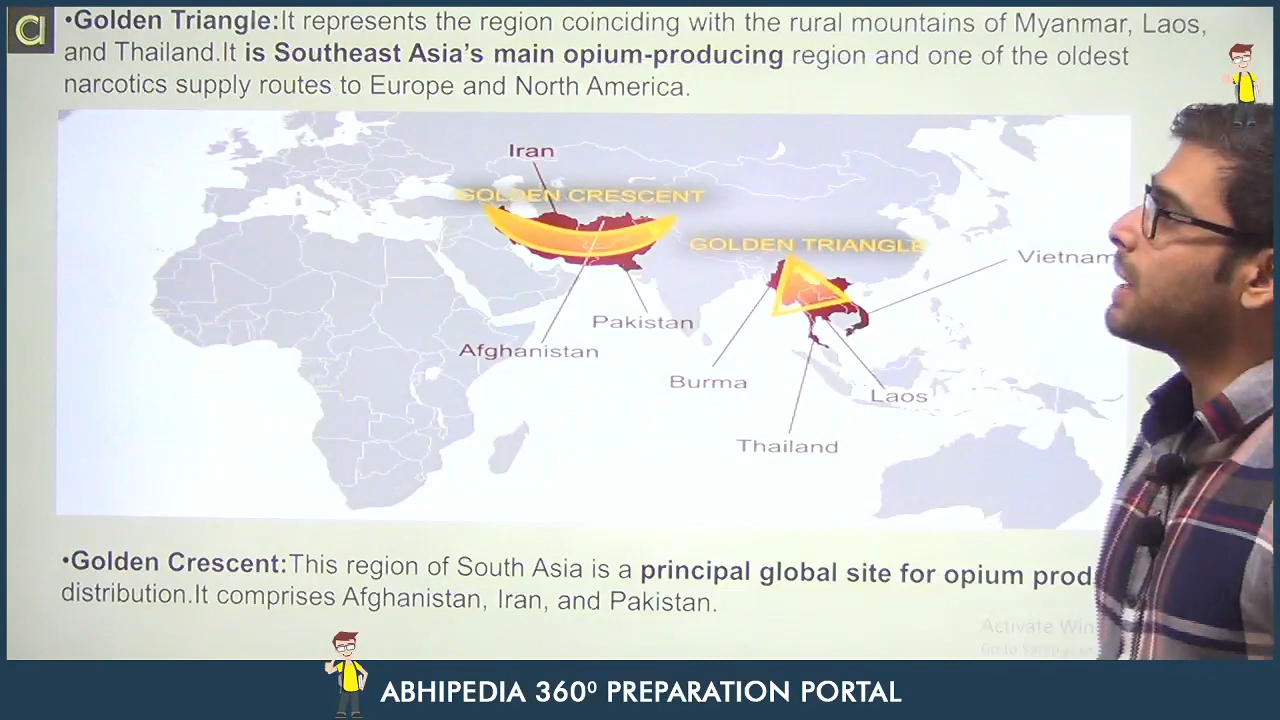 •Golden Triangle:It represents the region coinciding with the rural mountains of Myanmar, Laos,
and Thailand.It is Southeast Asia's main opium-producing region and one of the oldest
narcotics supply routes to Europe and North America.
Iran
GOLDEN CRESCENT
GOLDEN TRIANGLE
Vietnam
Pakistan
Afghanistan
Burma
Laos
Thailand
•Golden Crescent:This region of South Asia is a principal global site for opium prod
distribution.It comprises Afghanistan, Iran, and Pakistan.
Activate Win
ABHIPEDIA 360⁰ PREPARATION PORTAL